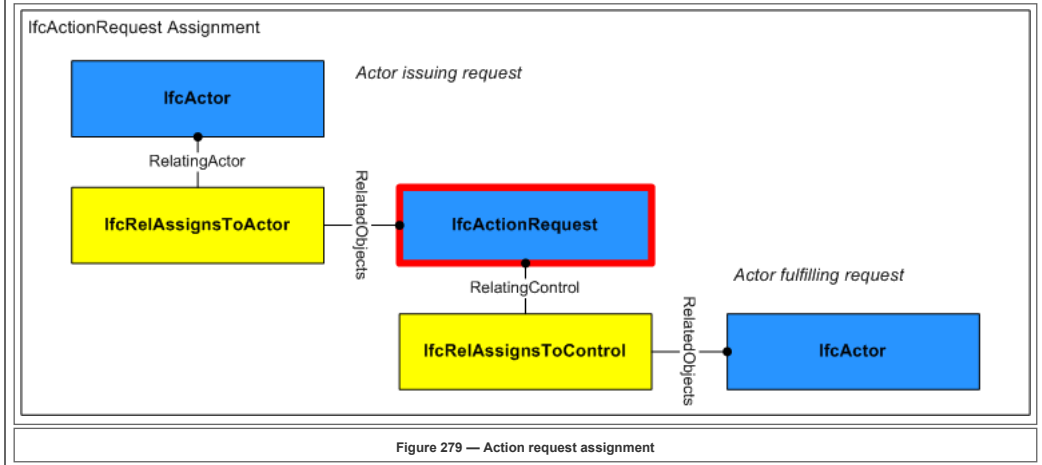 IfcActionRequest Assignment
IfcActor
Actor issuing request
RelatingActor
IfcRelAssignsToActor
RelatedObjects
IfcActionRequest
RelatingControl
Actor fulfilling request
IfcRelAssignsToControl
RelatedObjects
IfcActor
Figure 279 — Action request assignment